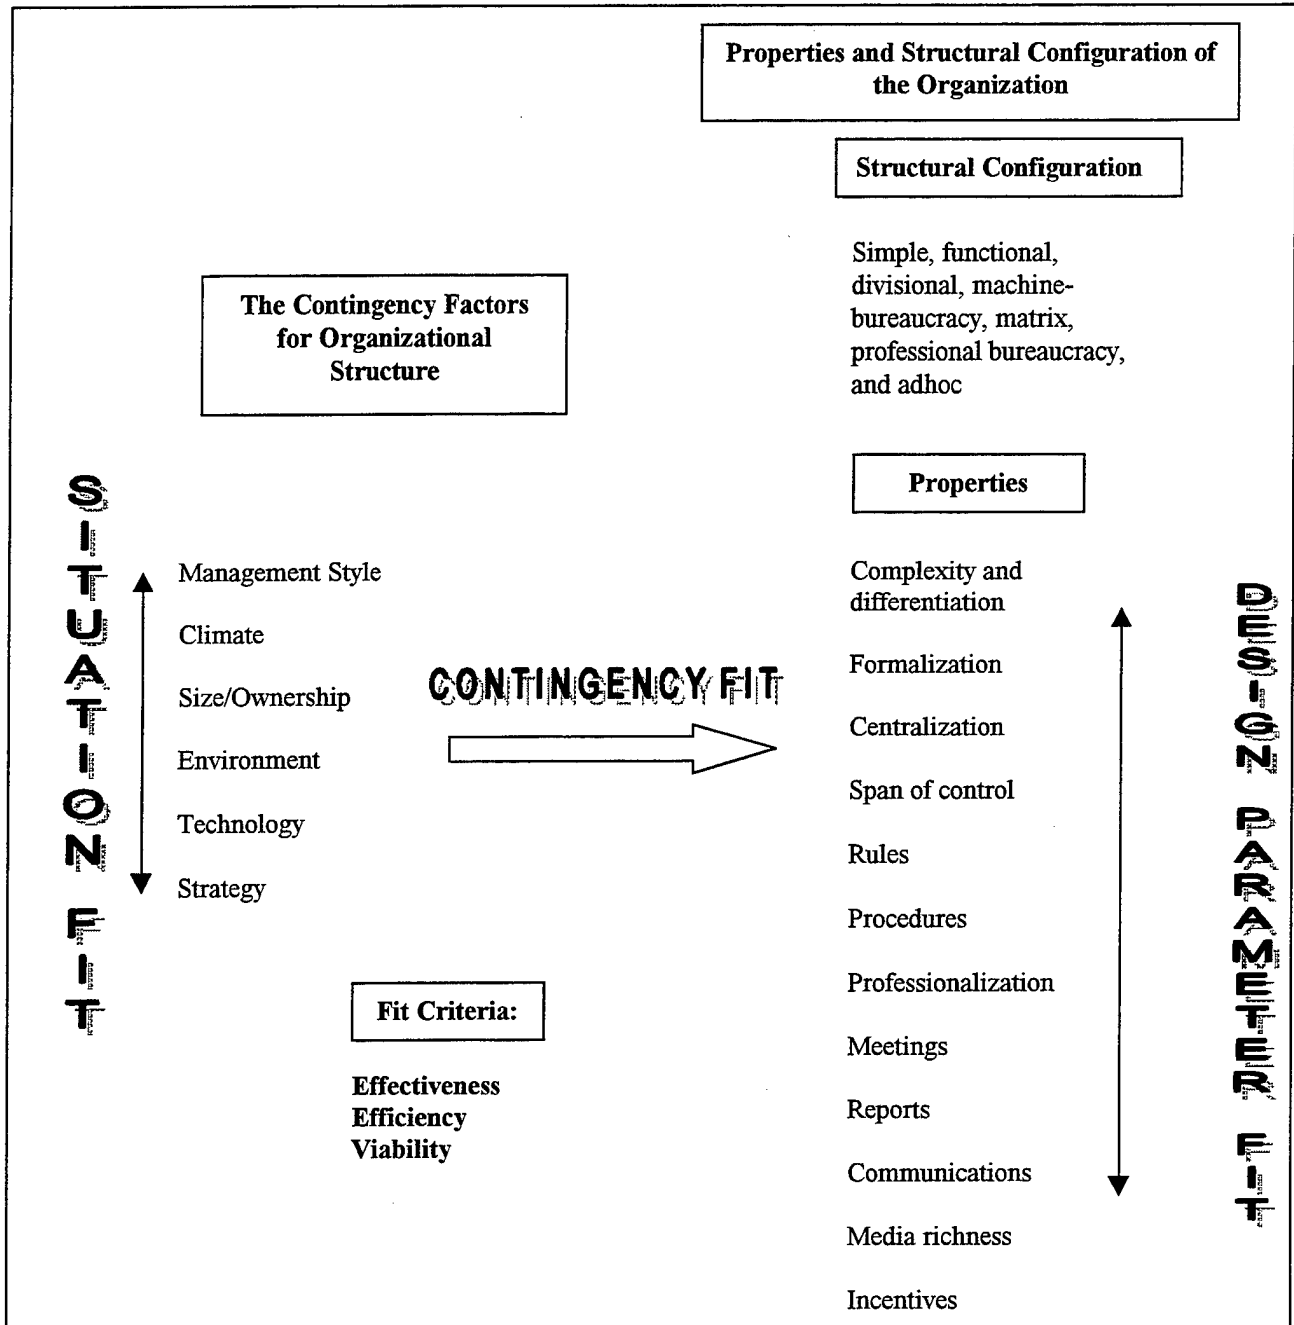 Properties and Structural Configuration of
the Organization
Structural Configuration
Simple, functional,
divisional, machine-
bureaucracy, matrix,
professional bureaucracy,
and adhoc
The Contingency Factors
for Organizational
Structure
SITUATION FIT
Management Style
Climate
Size/Ownership
Environment
Technology
Strategy
CONTINGENCY FIT
Fit Criteria:
Effectiveness
Efficiency
Viability
Properties
Complexity and
differentiation
Formalization
Centralization
Span of control
Rules
Procedures
Professionalization
Meetings
Reports
Communications
Media richness
Incentives
DESIGN PARAMETER FIT